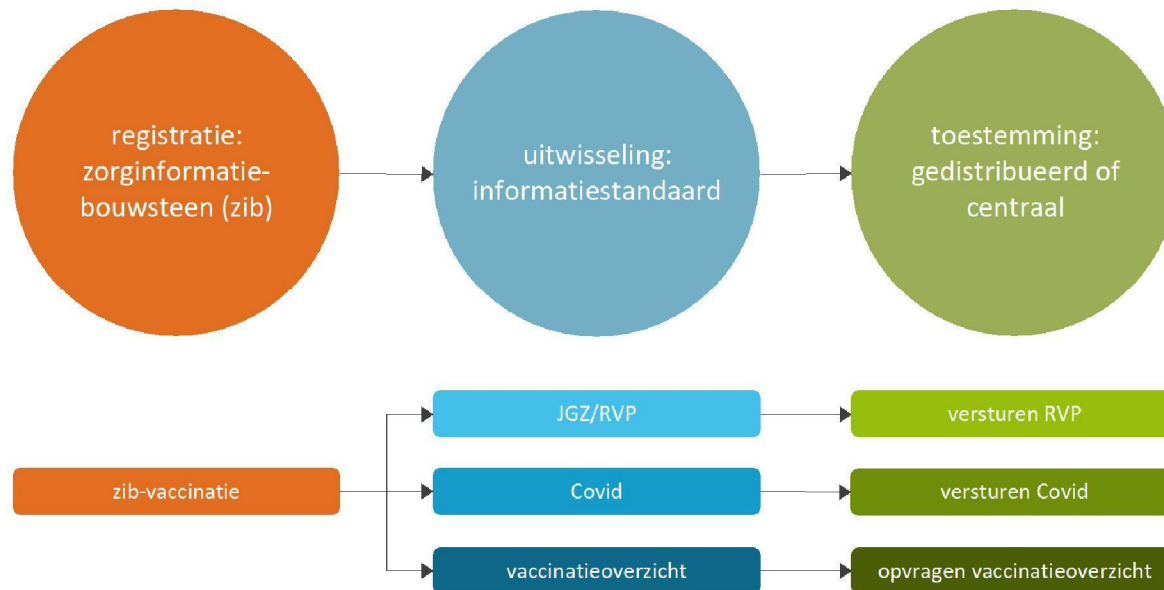 registratie:
zorginformatie-
bouwsteen (zib)
uitwisseling:
informatiestandaard
toestemming:
gedistribueerd of
centraal
zib-vaccinatie
JGZ/RVP
versturen RVP
Covid
versturen Covid
vaccinatieoverzicht
opvragen vaccinatieoverzicht